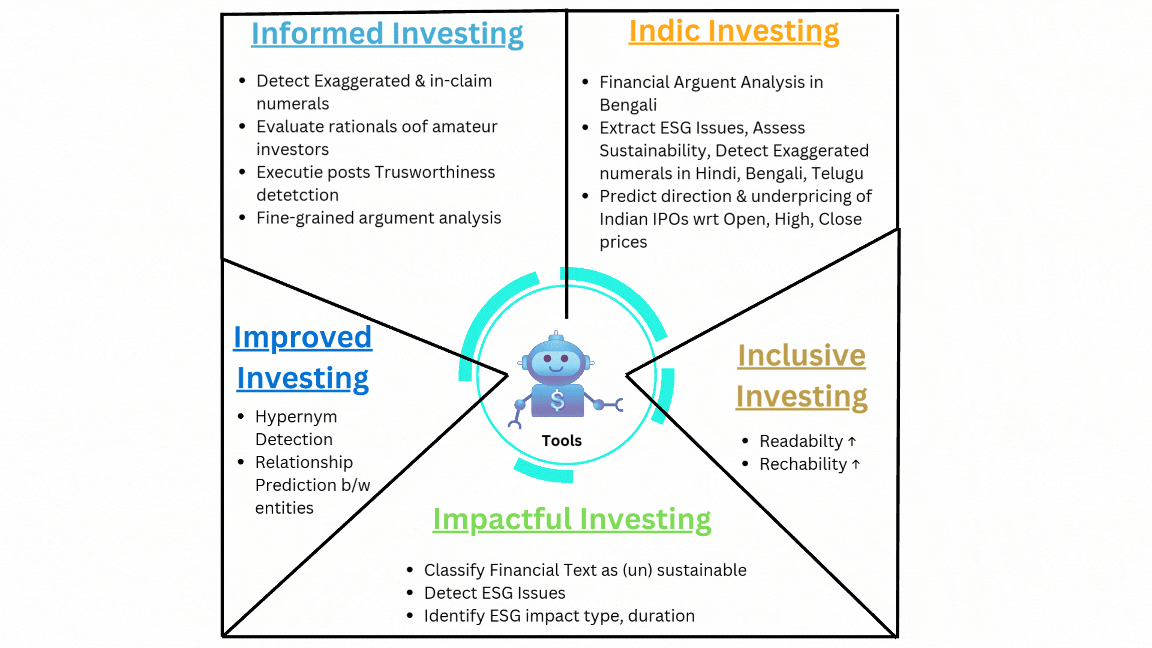 Informed Investing
• Detect Exaggerated & in-claim
numerals
• Evaluate rationals oof amateur
investors
• Executie posts Trusworthiness
detetction
• Fine-grained argument analysis
Indic Investing
• Financial Arguent Analysis in
Bengali
• Extract ESG Issues, Assess
Sustainability, Detect Exaggerated
numerals in Hindi, Bengali, Telugu
• Predict direction & underpricing of
Indian IPOs wrt Open, High, Close
prices
Improved
Investing
• Hypernym
Detection
• Relationship
Prediction b/w
entities
$
Tools
Inclusive
Investing
• Readabilty ↑
• Rechability ↑
Impactful Investing
• Classify Financial Text as (un) sustainable
• Detect ESG Issues
• Identify ESG impact type, duration